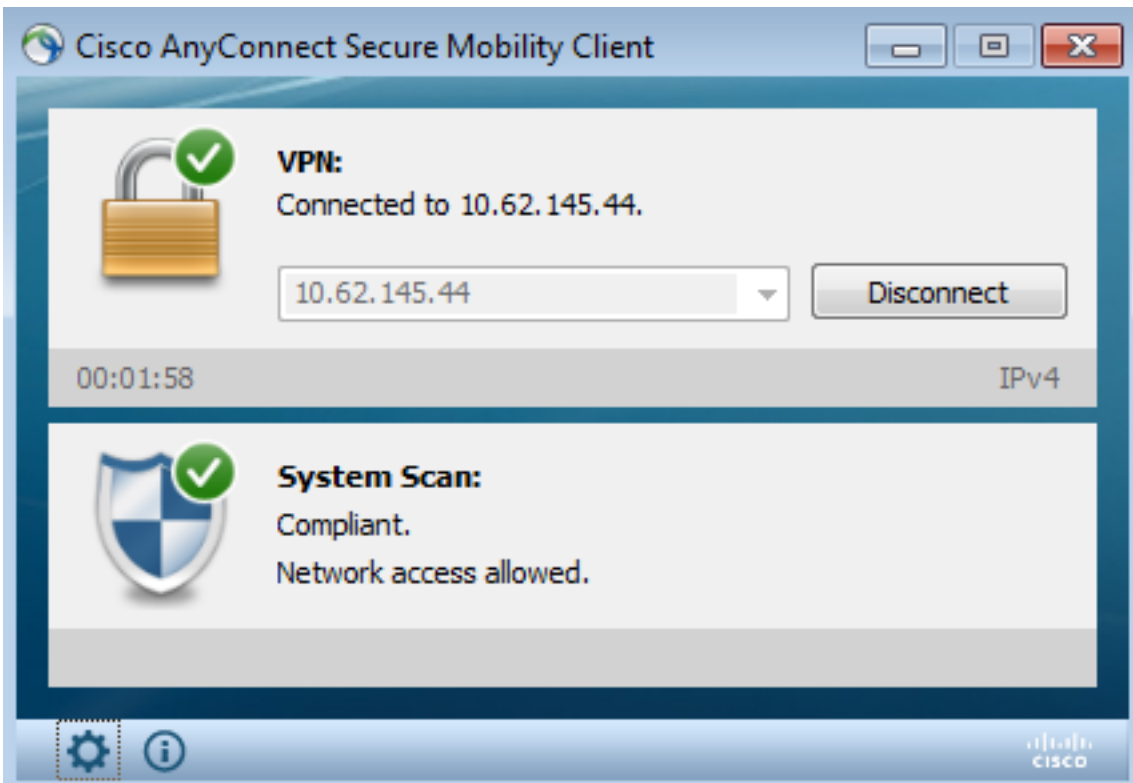 Cisco AnyConnect Secure Mobility Client
VPN:
Connected to 10.62.145.44.
10.62.145.44
Disconnect
00:01:58
IPv4
System Scan:
Compliant.
Network access allowed.
CISCO